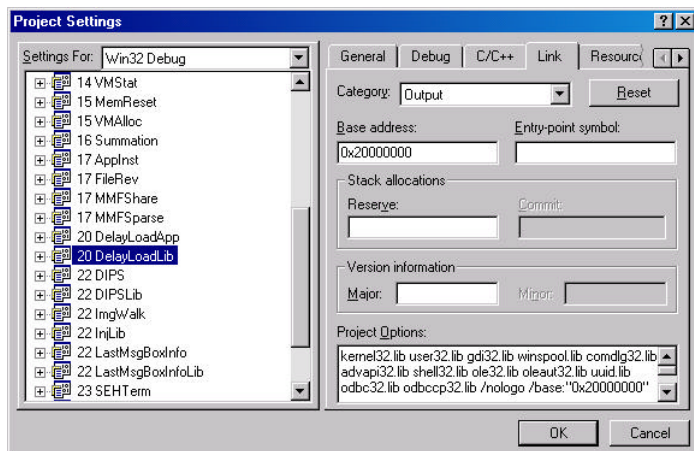 Project Settings
Settings For: Win32 Debug
14 VMStat
15 MemReset
15 VMAlloc
16 Summation
17 AppInst
17 FileRev
17 MMFShare
17 MMFSparse
20 DelayLoadApp
20 DelayLoadLib
22 DIPS
22 DIPSLib
22 ImgWalk
22 InjLib
22 LastMsgBoxInfo
22 LastMsgBoxInfoLib
23 SEHTerm
General Debug C/C++ Link Resourc
Category: Output Reset
Base address: Entry-point symbol:
0x20000000
Stack allocations
Reserve: Commit:
Version information
Major: Minor:
Project Options:
kernel32.lib user32.lib gdi32.lib winspool.lib comdlg32.lib
advapi32.lib shell32.lib ole32.lib oleaut32.lib uuid.lib
odbc32.lib odbccp32.lib /nologo /base:"0x20000000"
OK Cancel